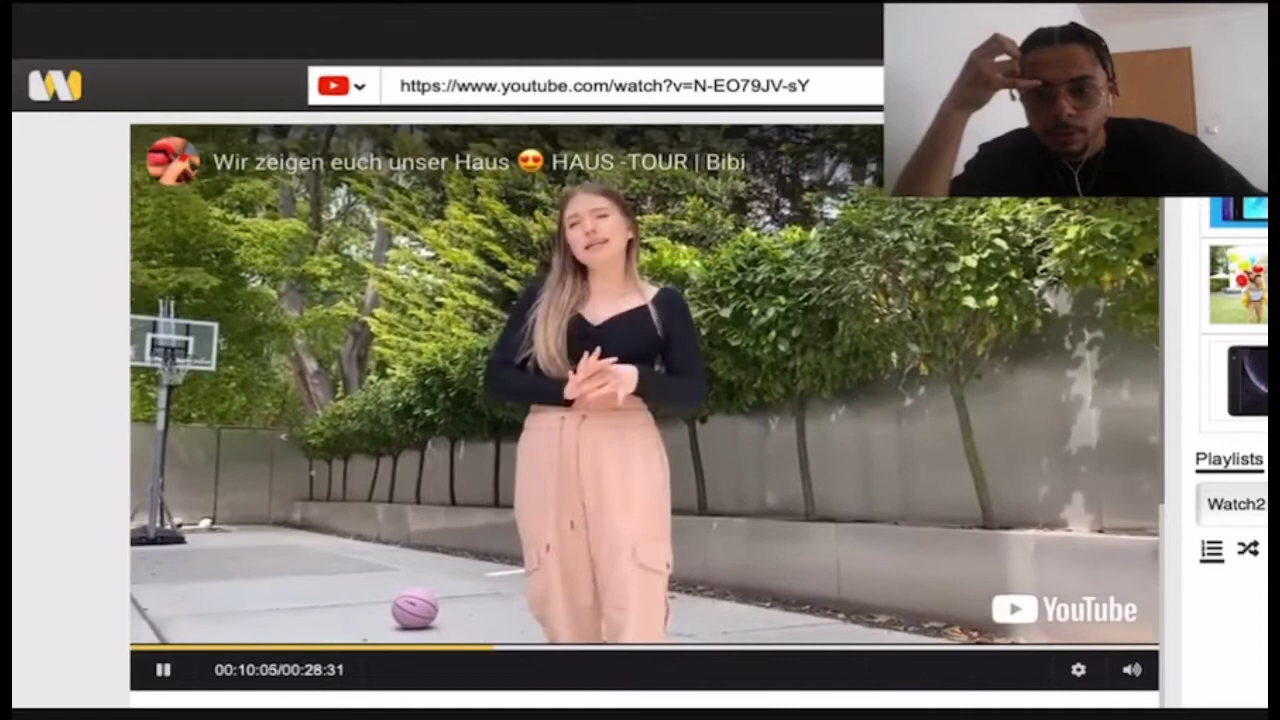 https://www.youtube.com/watch?v=N-EO79JV-sY
Wir zeigen euch unser Haus 😍 HAUS -TOUR | Bibi
Playlists
Watch2
YouTube
00:10:05/00:28:31